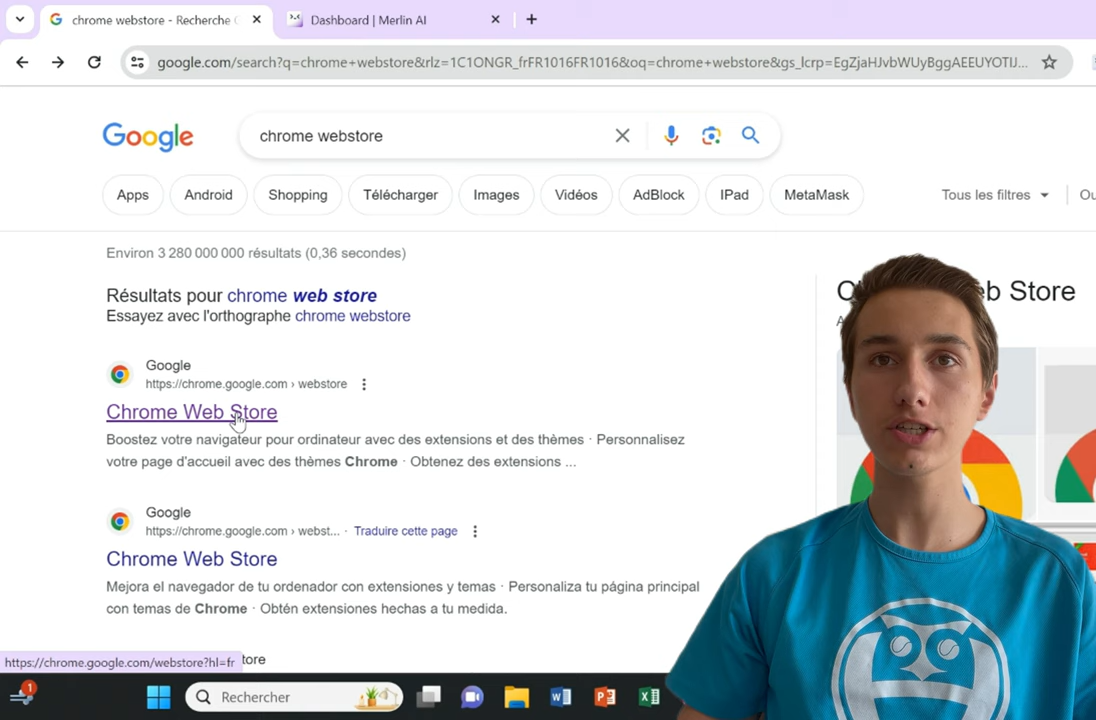 chrome webstore - Recherche G
Dashboard | Merlin AI
google.com/search?q=chrome+webstore&rlz=1C1ONGR_frFR1016FR1016&oq=chrome+webstore&gs_lcrp=EgZjaHJvbWUyBggAEEUYOTIJ...
Google
chrome webstore
Apps
Android
Shopping
Télécharger
Images
Vidéos
AdBlock
IPad
MetaMask
Tous les filtres
Ou
Environ 3 280 000 000 résultats (0,36 secondes)
Résultats pour chrome web store
Essayez avec l'orthographe chrome webstore
Google
https://chrome.google.com › webstore
Chrome Web Store
Boostez votre navigateur pour ordinateur avec des extensions et des thèmes · Personnalisez
votre page d'accueil avec des thèmes Chrome · Obtenez des extensions ...
Google
https://chrome.google.com › webst... · Traduire cette page
Chrome Web Store
Mejora el navegador de tu ordenador con extensiones y temas · Personaliza tu página principal
con temas de Chrome · Obtén extensiones hechas a tu medida.
b Store
https://chrome.google.com/webstore?hl=fr
tore
1
Rechercher